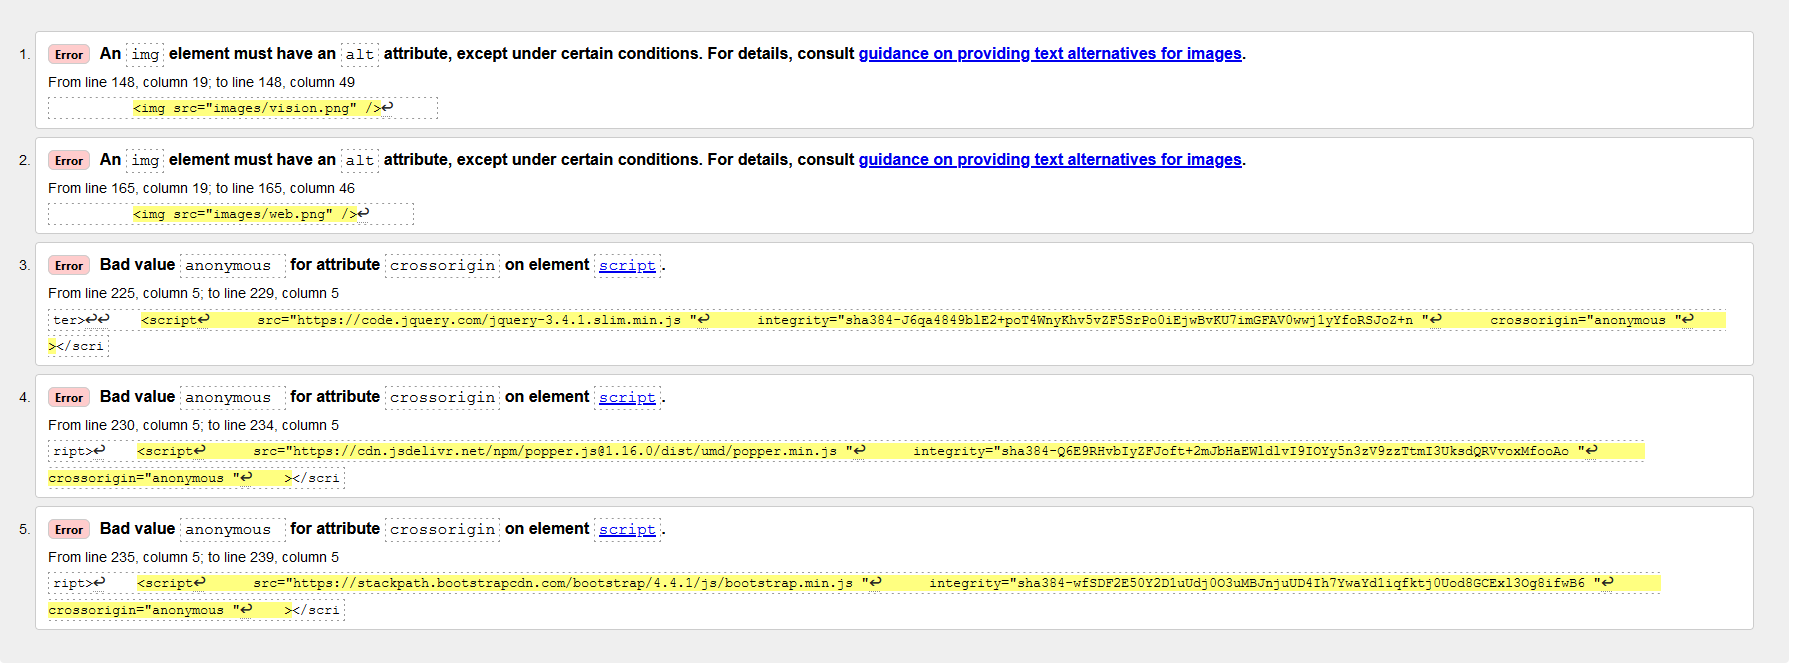 1. Error An img element must have an alt attribute, except under certain conditions. For details, consult guidance on providing text alternatives for images.
From line 148, column 19; to line 148, column 49
<img src="images/vision.png" />↩
2. Error An img element must have an alt attribute, except under certain conditions. For details, consult guidance on providing text alternatives for images.
From line 165, column 19; to line 165, column 46
<img src="images/web.png" />↩
3. Error Bad value anonymous for attribute crossorigin on element script.
From line 225, column 5; to line 229, column 5
ter>↩↩ <script↩ src="https://code.jquery.com/jquery-3.4.1.slim.min.js "↩ integrity="sha384-J6qa4849blE2+poT4WnyKhv5vZF5SrPo0iEjwBvKU7imGFAV0wwj1yYfoRSJoZ+n "↩ crossorigin="anonymous "↩
></scri
4. Error Bad value anonymous for attribute crossorigin on element script.
From line 230, column 5; to line 234, column 5
ript>↩ <script↩ src="https://cdn.jsdelivr.net/npm/popper.js@1.16.0/dist/umd/popper.min.js "↩ integrity="sha384-Q6E9RHvbIyZFJoft+2mJbHaEWldlvI9IOYy5n3zV9zzTtmI3UksdQRVvoxMfooAo "↩
crossorigin="anonymous "↩ ></scri
5. Error Bad value anonymous for attribute crossorigin on element script.
From line 235, column 5; to line 239, column 5
ript>↩ <script↩ src="https://stackpath.bootstrapcdn.com/bootstrap/4.4.1/js/bootstrap.min.js "↩ integrity="sha384-wfSDF2E50Y2D1uUdj0O3uMBJnjuUD4Ih7YwaYd1iqfktj0Uod8GCExl3Og8ifwB6 "↩
crossorigin="anonymous "↩ ></scri